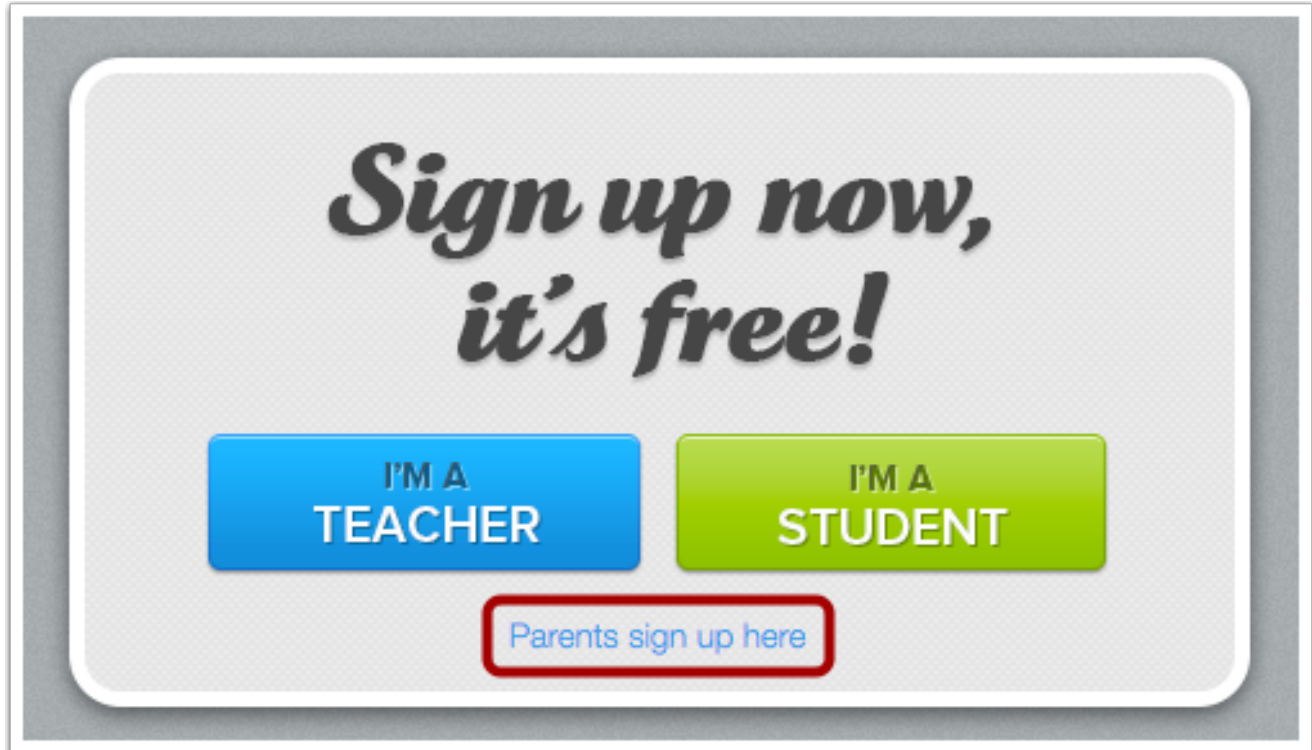 Sign up now,
it's free!
I'M A
TEACHER
I'M A
STUDENT
Parents sign up here